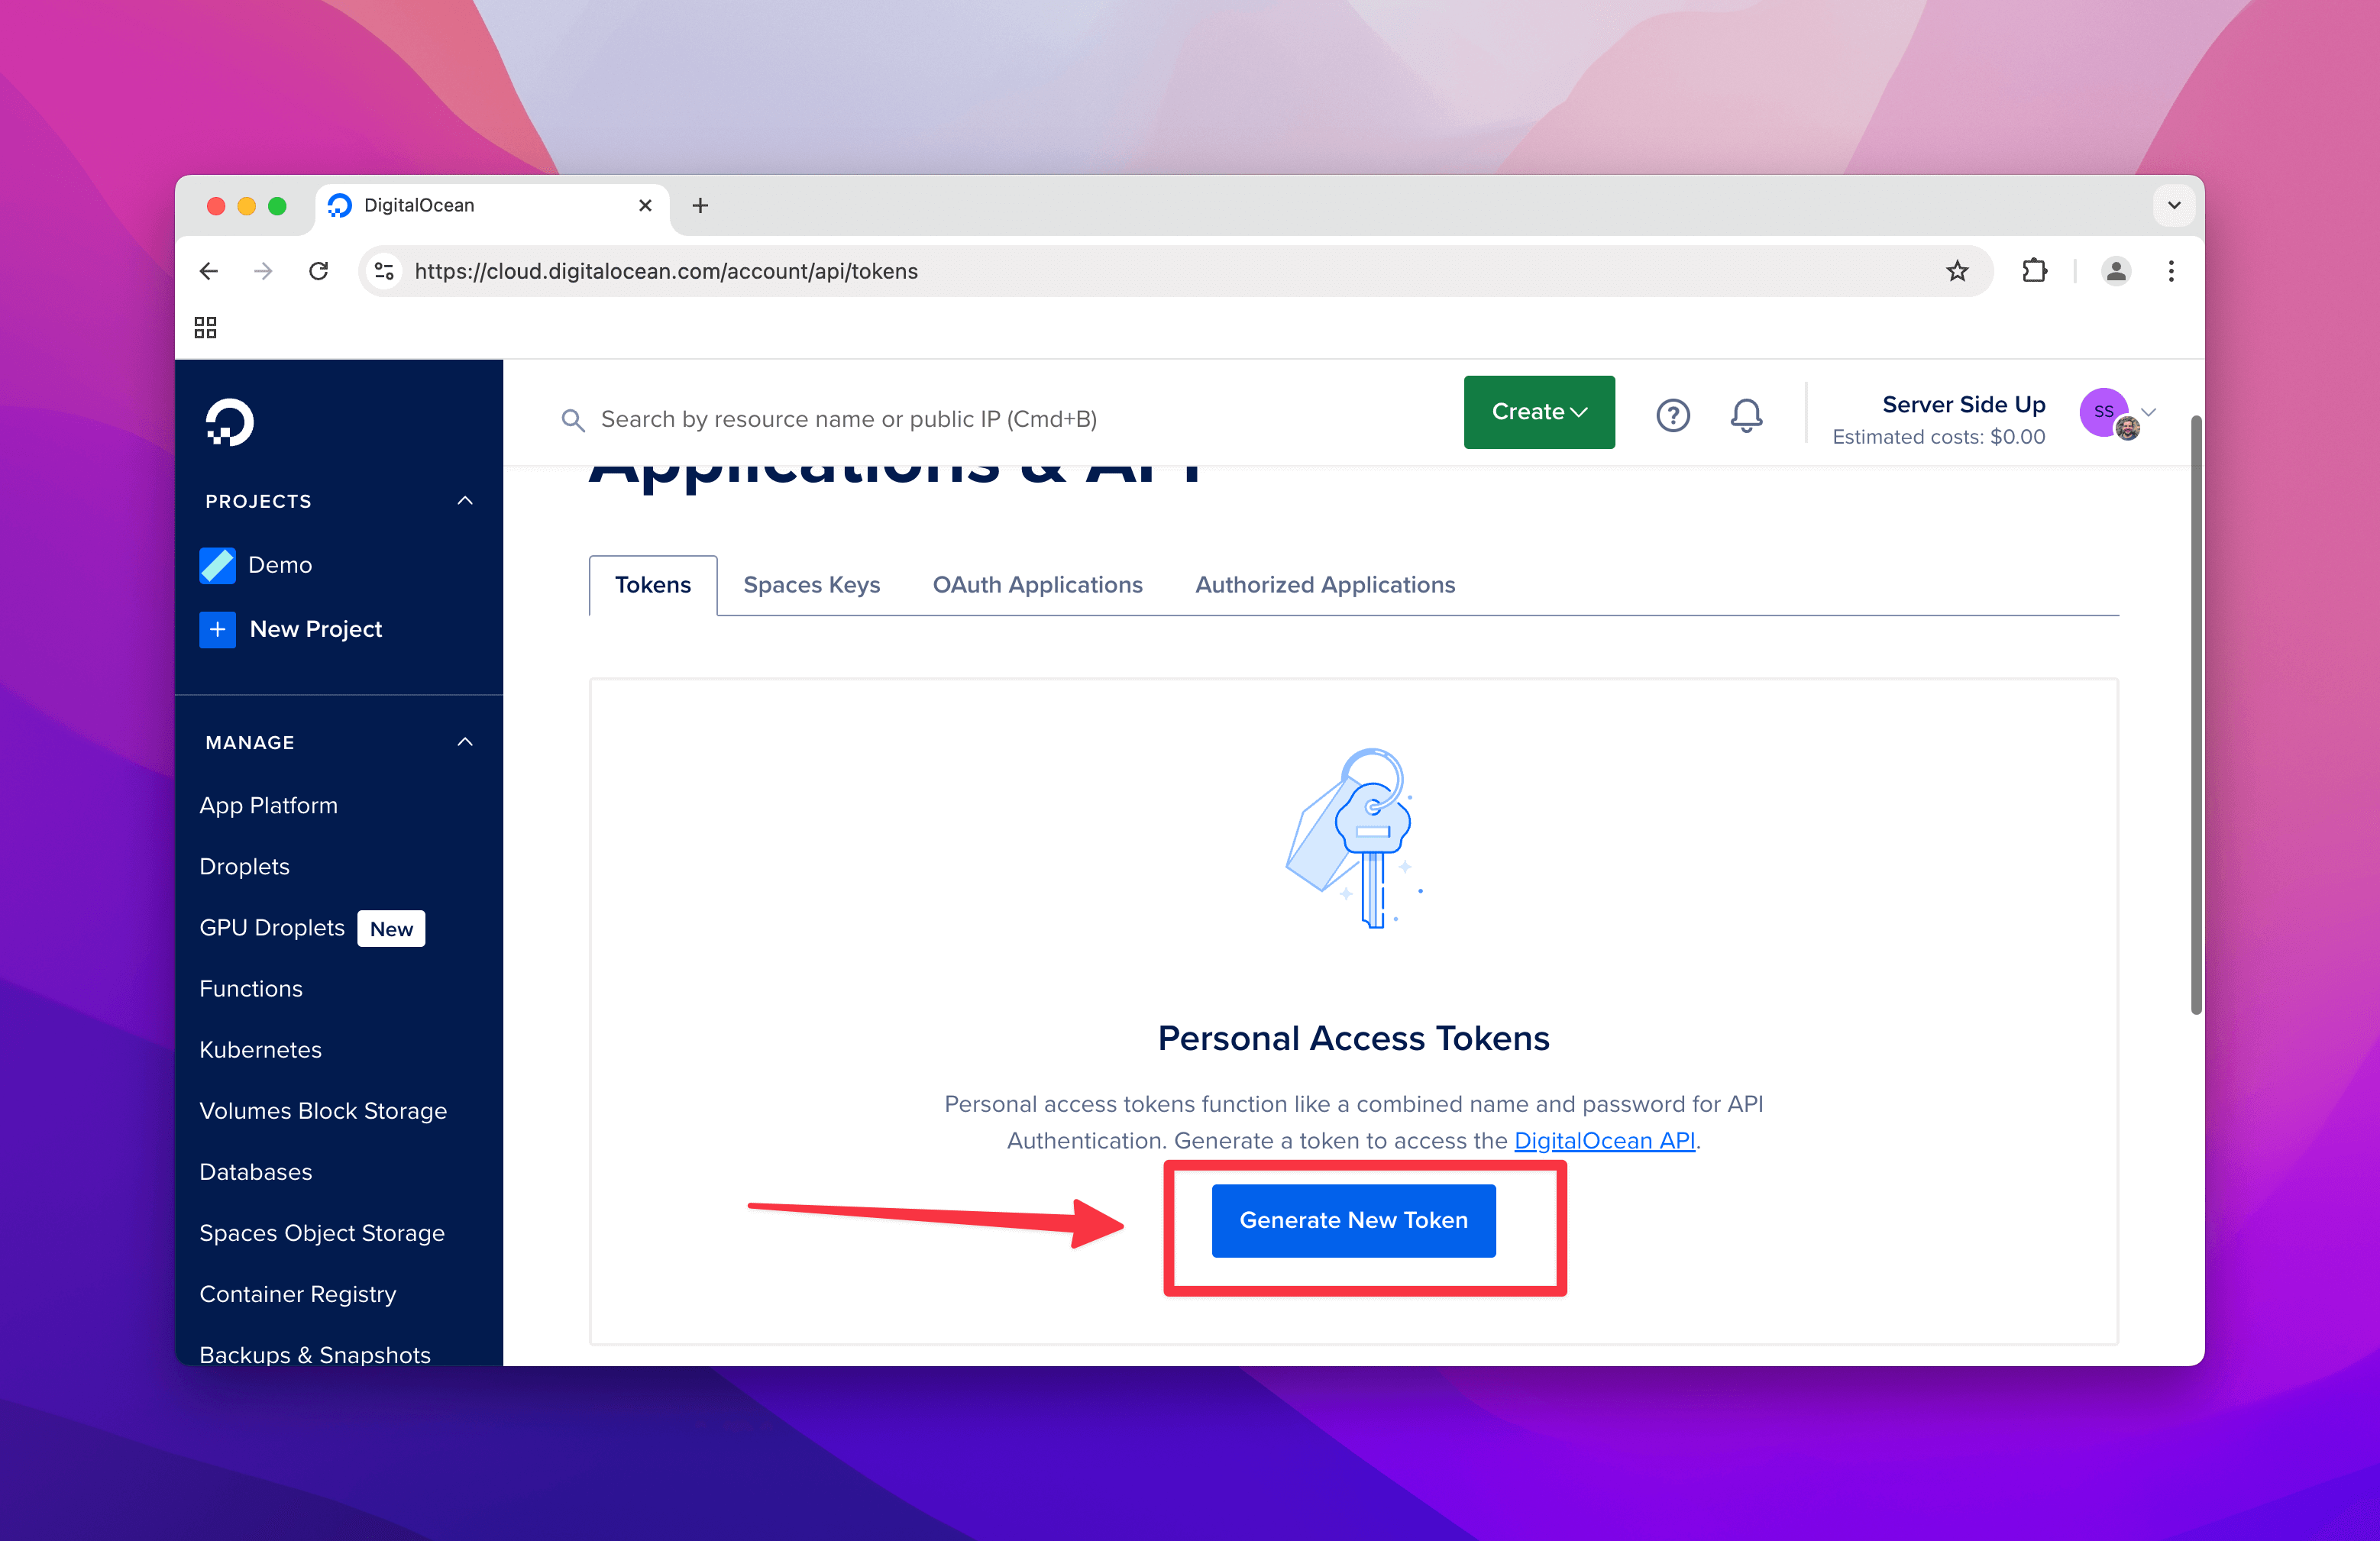 DigitalOcean
https://cloud.digitalocean.com/account/api/tokens
Search by resource name or public IP (Cmd+B)
Create
Server Side Up
Estimated costs: $0.00
SS
PROJECTS
Demo
New Project
MANAGE
App Platform
Droplets
GPU Droplets New
Functions
Kubernetes
Volumes Block Storage
Databases
Spaces Object Storage
Container Registry
Backups & Snapshots
Applications & API
Tokens Spaces Keys OAuth Applications Authorized Applications
Personal Access Tokens
Personal access tokens function like a combined name and password for API
Authentication. Generate a token to access the DigitalOcean API.
Generate New Token